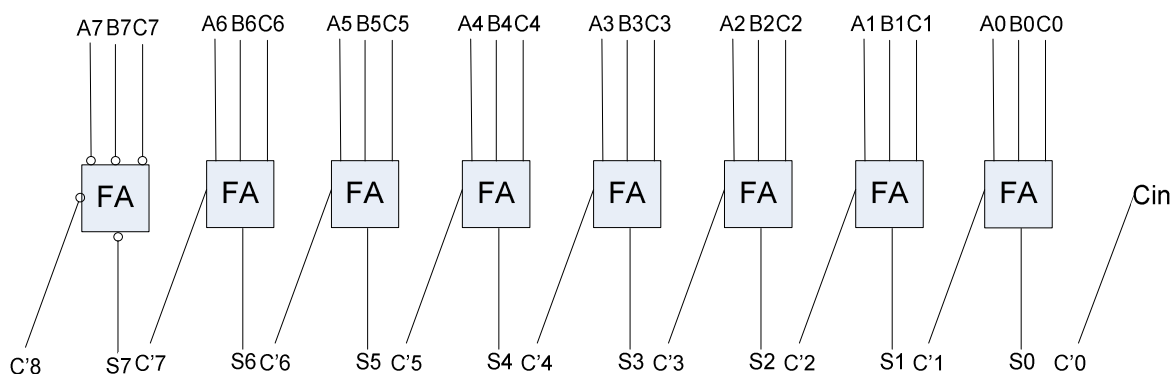 A7 B7 C7 A6 B6 C6 A5 B5 C5 A4 B4 C4 A3 B3 C3 A2 B2 C2 A1 B1 C1 A0 B0 C0
FA FA FA FA FA FA FA FA Cin
C'8 S7 C'7 S6 C'6 S5 C'5 S4 C'4 S3 C'3 S2 C'2 S1 C'1 S0 C'0